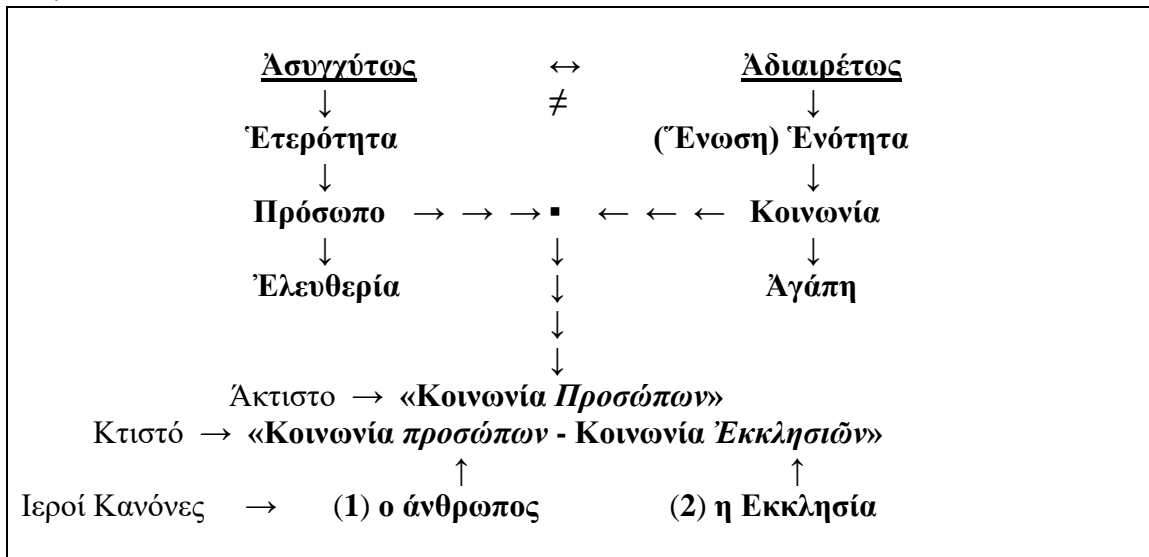 Ἀσυγχύτως ↔ Ἀδιαιρέτως
↓ ≠ ↓
Ἑτερότητα (Ἕνωση) Ἑνότητα
↓ ↓
Πρόσωπο → → → ▪ ← ← ← Κοινωνία
↓ ↓ ↓
Ἐλευθερία ↓ Ἀγάπη
↓
↓
Άκτιστο → «Κοινωνία Προσώπων»
Κτιστό → «Κοινωνία προσώπων - Κοινωνία Ἐκκλησιῶν»
↑ ↑
Ιεροί Κανόνες → (1) ο άνθρωπος (2) η Εκκλησία